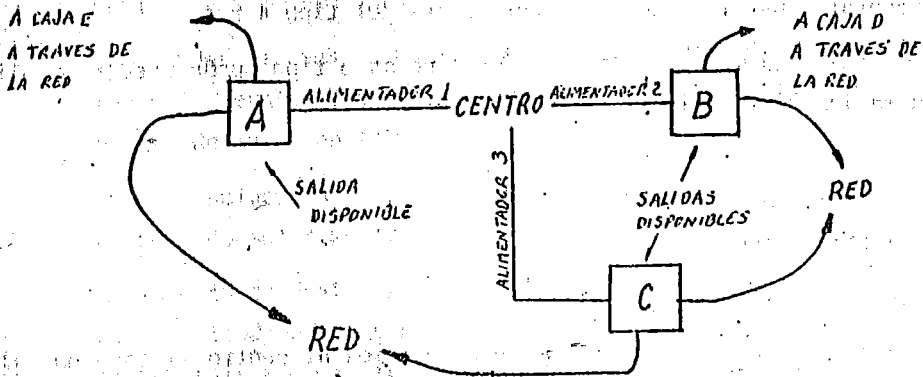 A CAJA E
A TRAVES DE
LA RED
A CAJA D
A TRAVES DE
LA RED
A
ALIMENTADOR 1
CENTRO
ALIMENTADOR 2
B
ALIMENTADOR 3
SALIDA
DISPONIBLE
SALIDAS
DISPONIBLES
RED
C
RED